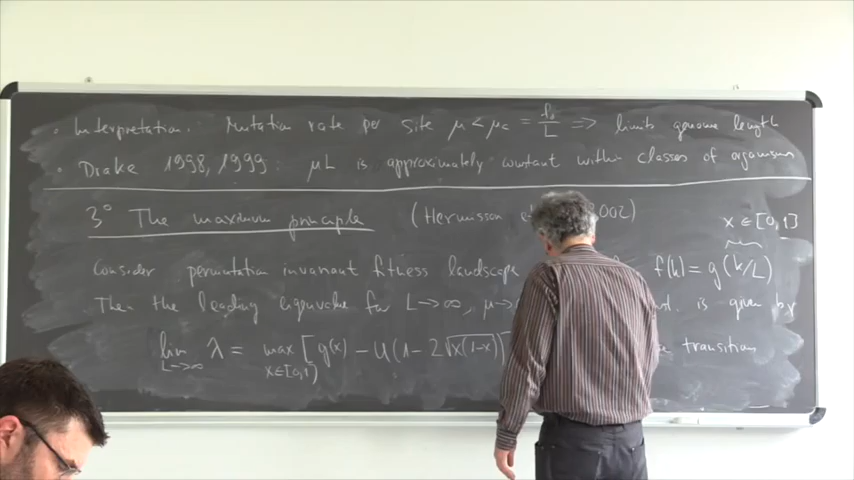 • Interpretation. Mutation rate per site μ < μc = f₀/L ⟹ limits genome length
• Drake 1998, 1999: μL is approximately constant within classes of organisms
3° The maximum principle (Hermisson 002)
x ∈ [0,1]
Consider permutation invariant fitness landscape f(k) = g(k/L)
Then the leading eigenvalue for L→∞, μ→ is given by
lim L→∞ λ = max x∈[0,1] [g(x) − U(1 − 2√x(1−x))] transition